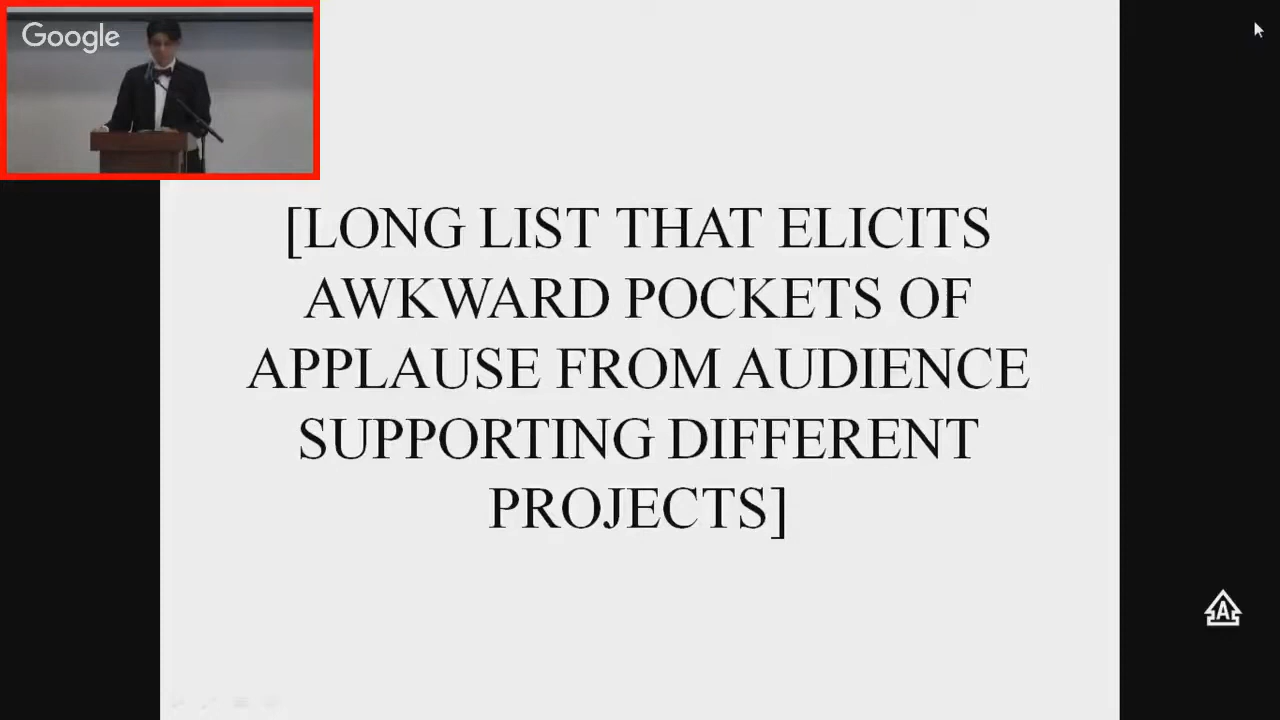 Google
[LONG LIST THAT ELICITS
AWKWARD POCKETS OF
APPLAUSE FROM AUDIENCE
SUPPORTING DIFFERENT
PROJECTS]
A